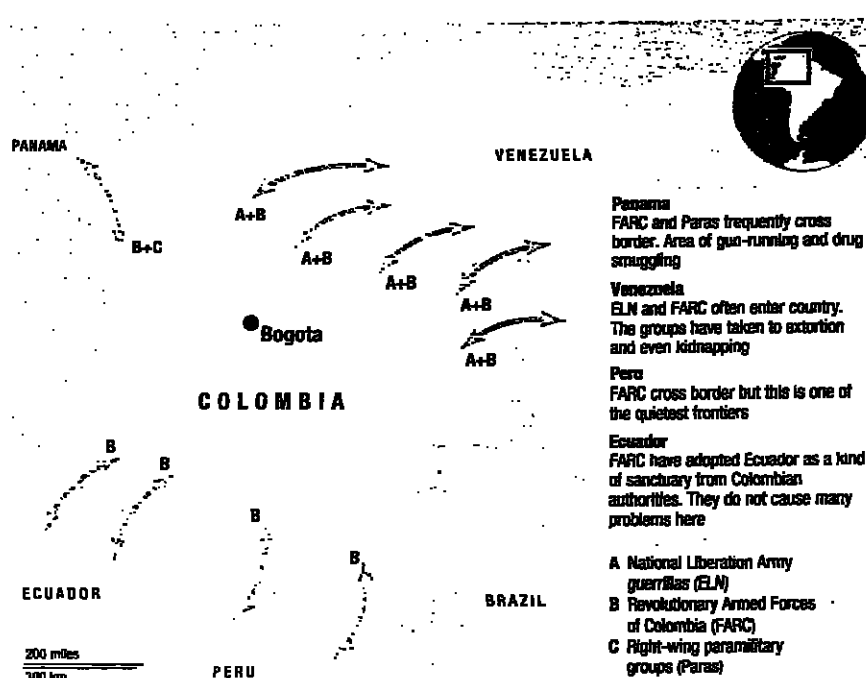 PANAMA
VENEZUELA
A+B
B+C
A+B
A+B
A+B
Bogota
A+B
COLOMBIA
B
B
B
B
ECUADOR
BRAZIL
PERU
200 miles
300 km
Panama
FARC and Paras frequently cross
border. Area of gun-running and drug
smuggling
Venezuela
ELN and FARC often enter country.
The groups have taken to extortion
and even kidnapping
Peru
FARC cross border but this is one of
the quietest frontiers
Ecuador
FARC have adopted Ecuador as a kind
of sanctuary from Colombian
authorities. They do not cause many
problems here
A National Liberation Army
guerrillas (ELN)
B Revolutionary Armed Forces
of Colombia (FARC)
C Right-wing paramilitary
groups (Paras)